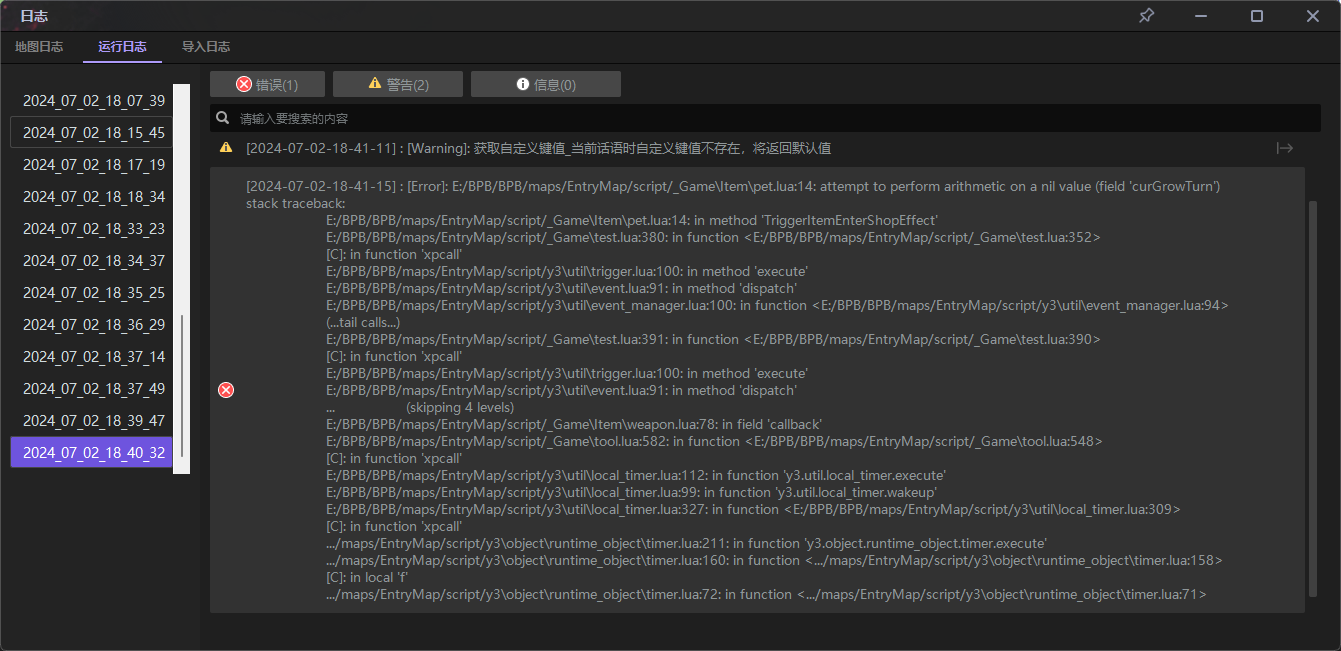 日志
地图日志 运行日志 导入日志
错误(1) 警告(2) 信息(0)
请输入要搜索的内容
2024_07_02_18_07_39
2024_07_02_18_15_45
2024_07_02_18_17_19
2024_07_02_18_18_34
2024_07_02_18_33_23
2024_07_02_18_34_37
2024_07_02_18_35_25
2024_07_02_18_36_29
2024_07_02_18_37_14
2024_07_02_18_37_49
2024_07_02_18_39_47
2024_07_02_18_40_32
[2024-07-02-18-41-11] : [Warning]: 获取自定义键值_当前话语时自定义键值不存在，将返回默认值
[2024-07-02-18-41-15] : [Error]: E:/BPB/BPB/maps/EntryMap/script/_Game\Item\pet.lua:14: attempt to perform arithmetic on a nil value (field 'curGrowTurn')
stack traceback:
E:/BPB/BPB/maps/EntryMap/script/_Game\Item\pet.lua:14: in method 'TriggerItemEnterShopEffect'
E:/BPB/BPB/maps/EntryMap/script/_Game\test.lua:380: in function <E:/BPB/BPB/maps/EntryMap/script/_Game\test.lua:352>
[C]: in function 'xpcall'
E:/BPB/BPB/maps/EntryMap/script/y3\util\trigger.lua:100: in method 'execute'
E:/BPB/BPB/maps/EntryMap/script/y3\util\event.lua:91: in method 'dispatch'
E:/BPB/BPB/maps/EntryMap/script/y3\util\event_manager.lua:100: in function <E:/BPB/BPB/maps/EntryMap/script/y3\util\event_manager.lua:94>
(...tail calls...)
E:/BPB/BPB/maps/EntryMap/script/_Game\test.lua:391: in function <E:/BPB/BPB/maps/EntryMap/script/_Game\test.lua:390>
[C]: in function 'xpcall'
E:/BPB/BPB/maps/EntryMap/script/y3\util\trigger.lua:100: in method 'execute'
E:/BPB/BPB/maps/EntryMap/script/y3\util\event.lua:91: in method 'dispatch'
... (skipping 4 levels)
E:/BPB/BPB/maps/EntryMap/script/_Game\Item\weapon.lua:78: in field 'callback'
E:/BPB/BPB/maps/EntryMap/script/_Game\tool.lua:582: in function <E:/BPB/BPB/maps/EntryMap/script/_Game\tool.lua:548>
[C]: in function 'xpcall'
E:/BPB/BPB/maps/EntryMap/script/y3\util\local_timer.lua:112: in function 'y3.util.local_timer.execute'
E:/BPB/BPB/maps/EntryMap/script/y3\util\local_timer.lua:99: in function 'y3.util.local_timer.wakeup'
E:/BPB/BPB/maps/EntryMap/script/y3\util\local_timer.lua:327: in function <E:/BPB/BPB/maps/EntryMap/script/y3\util\local_timer.lua:309>
[C]: in function 'xpcall'
.../maps/EntryMap/script/y3\object\runtime_object\timer.lua:211: in function 'y3.object.runtime_object.timer.execute'
.../maps/EntryMap/script/y3\object\runtime_object\timer.lua:160: in function <.../maps/EntryMap/script/y3\object\runtime_object\timer.lua:158>
[C]: in local 'f'
.../maps/EntryMap/script/y3\object\runtime_object\timer.lua:72: in function <.../maps/EntryMap/script/y3\object\runtime_object\timer.lua:71>